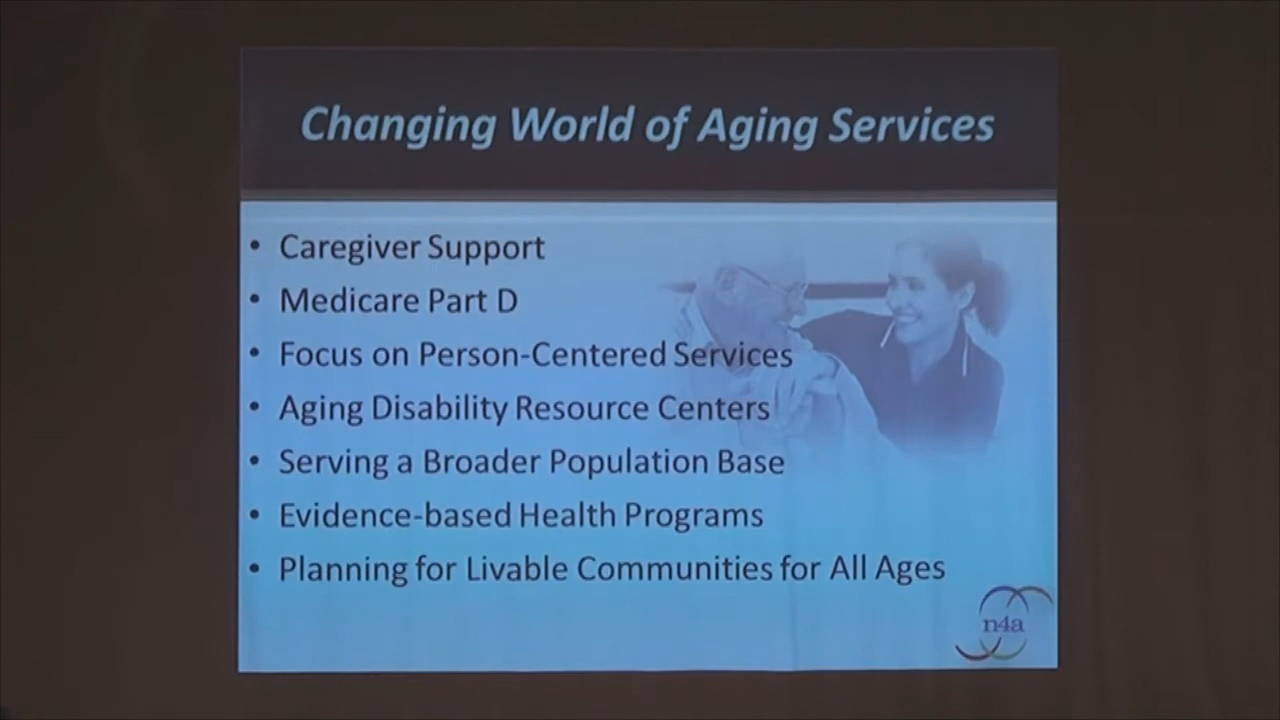 Changing World of Aging Services
• Caregiver Support
• Medicare Part D
• Focus on Person-Centered Services
• Aging Disability Resource Centers
• Serving a Broader Population Base
• Evidence-based Health Programs
• Planning for Livable Communities for All Ages
n4a